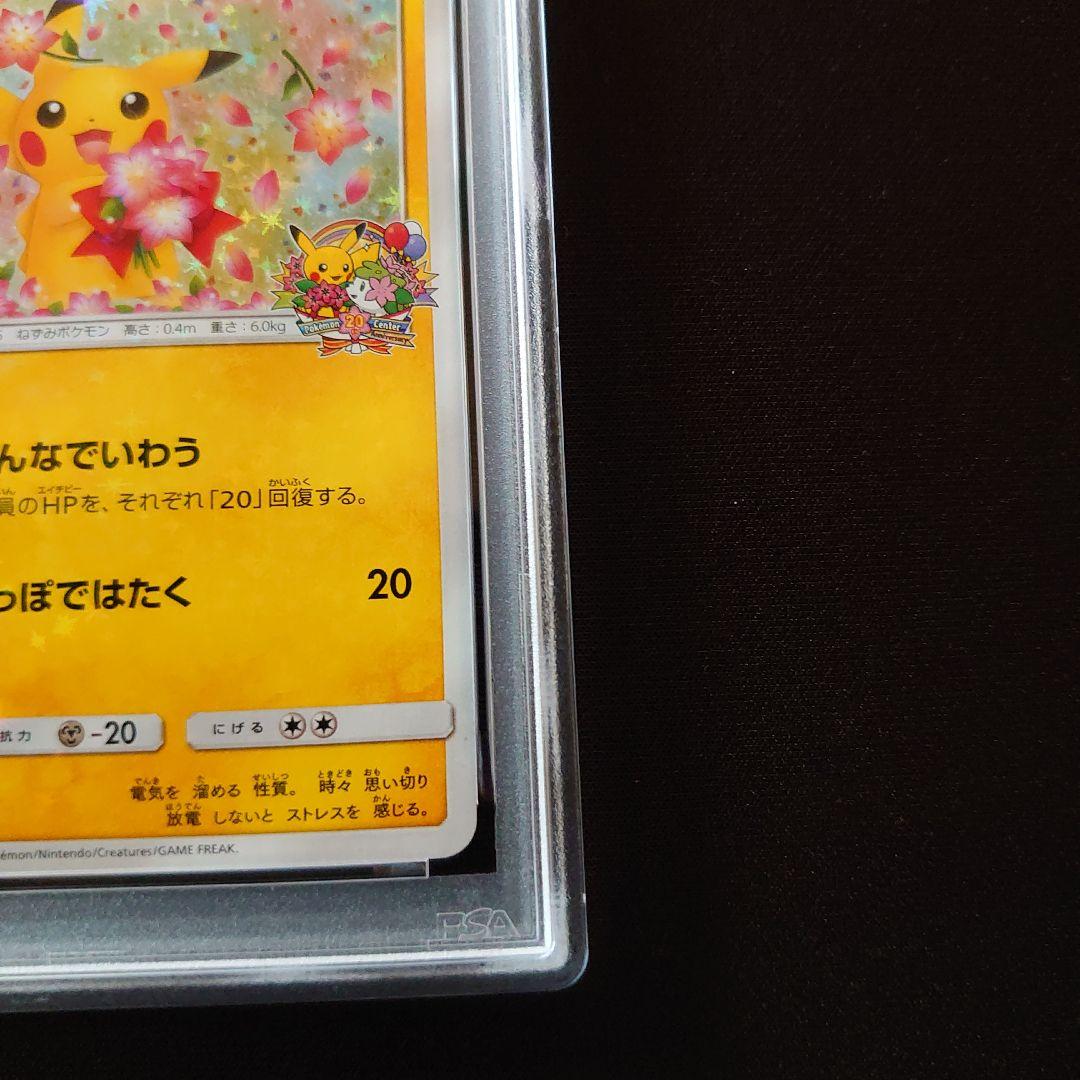 ねずみポケモン 高さ:0.4m 重さ:6.0kg
Pokémon 20th Center
ANNIVERSARY
んなでいわう
員のHPを、それぞれ「20」回復する。
っぽではたく 20
抗力 -20 にげる
電気を 溜める 性質。 時々 思い切り
放電 しないと ストレスを 感じる。
émon/Nintendo/Creatures/GAME FREAK.
PSA